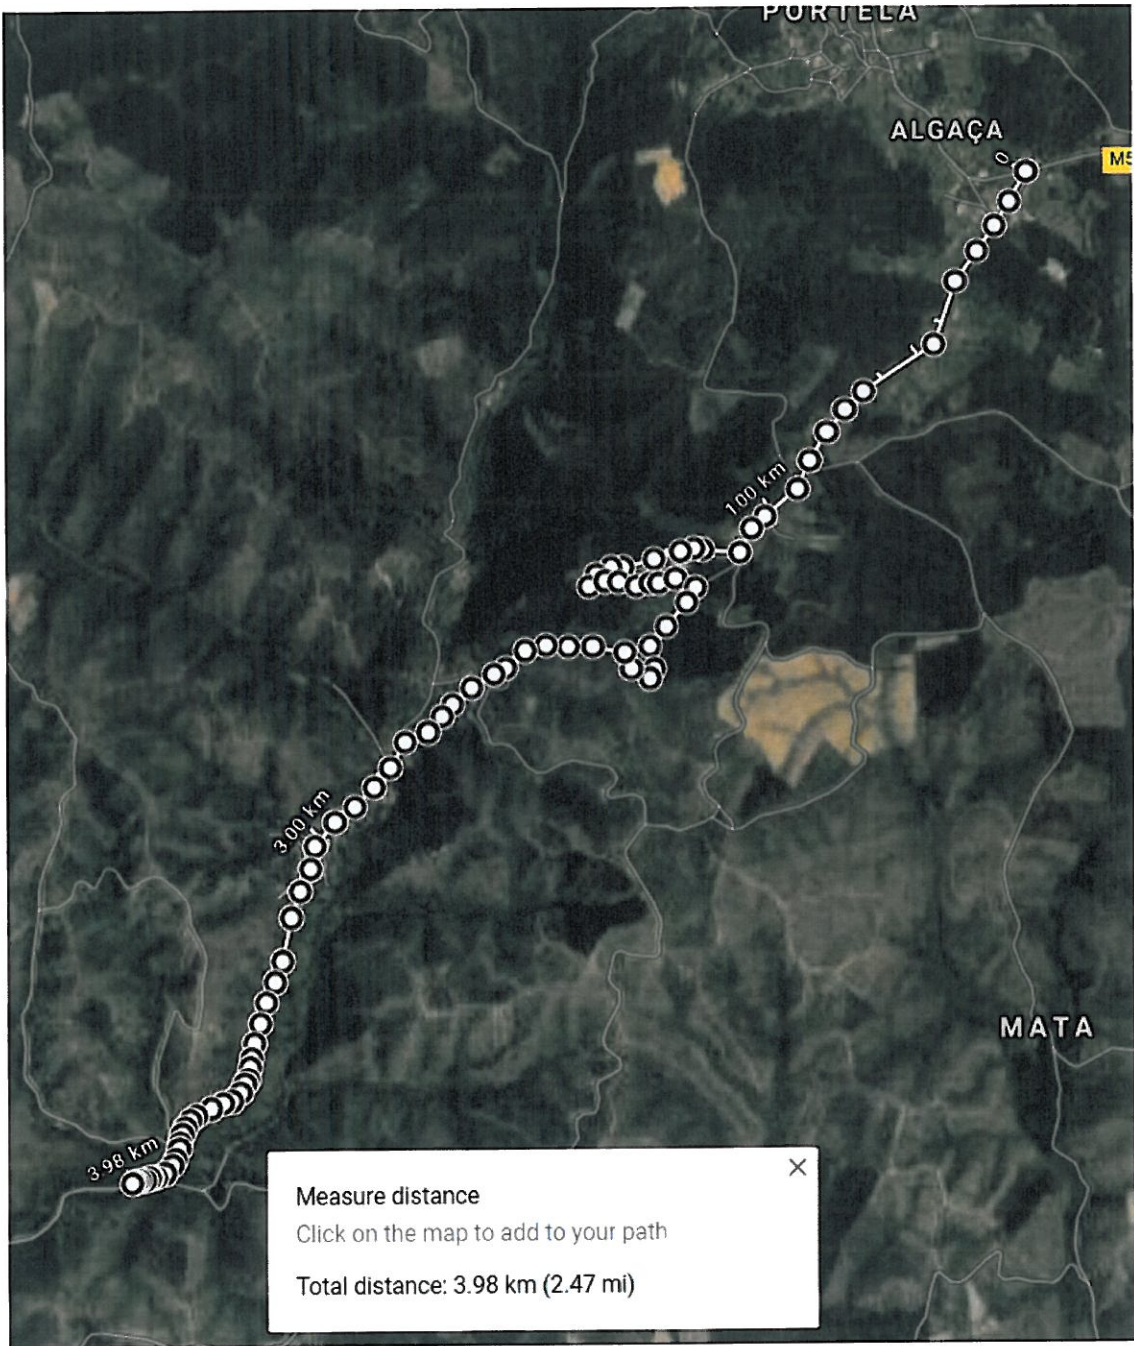 PORTELA
ALGAÇA
0
M5
1.00 km
3.00 km
MATA
3.98 km
Measure distance
Click on the map to add to your path
Total distance: 3.98 km (2.47 mi)